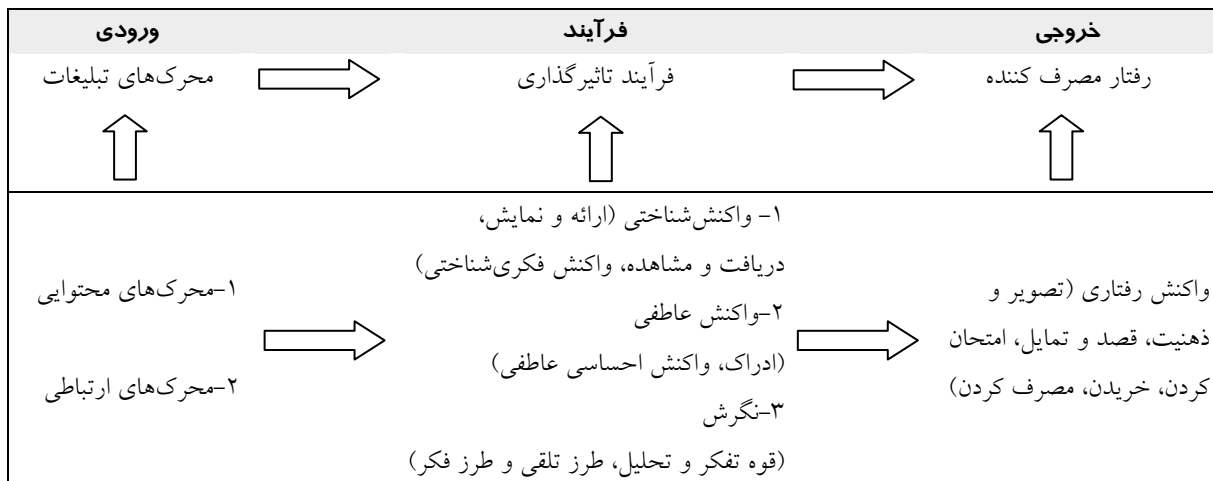 ورودی
فرآیند
خروجی
محرک‌های تبلیغات
فرآیند تاثیرگذاری
رفتار مصرف کننده
۱-محرک‌های محتوایی
۲-محرک‌های ارتباطی
۱- واکنش‌شناختی (ارائه و نمایش،
دریافت و مشاهده، واکنش فکری‌شناختی)
۲-واکنش عاطفی
(ادراک، واکنش احساسی عاطفی)
۳-نگرش
(قوه تفکر و تحلیل، طرز تلقی و طرز فکر)
واکنش رفتاری (تصویر و
ذهنیت، قصد و تمایل، امتحان
کردن، خریدن، مصرف کردن)